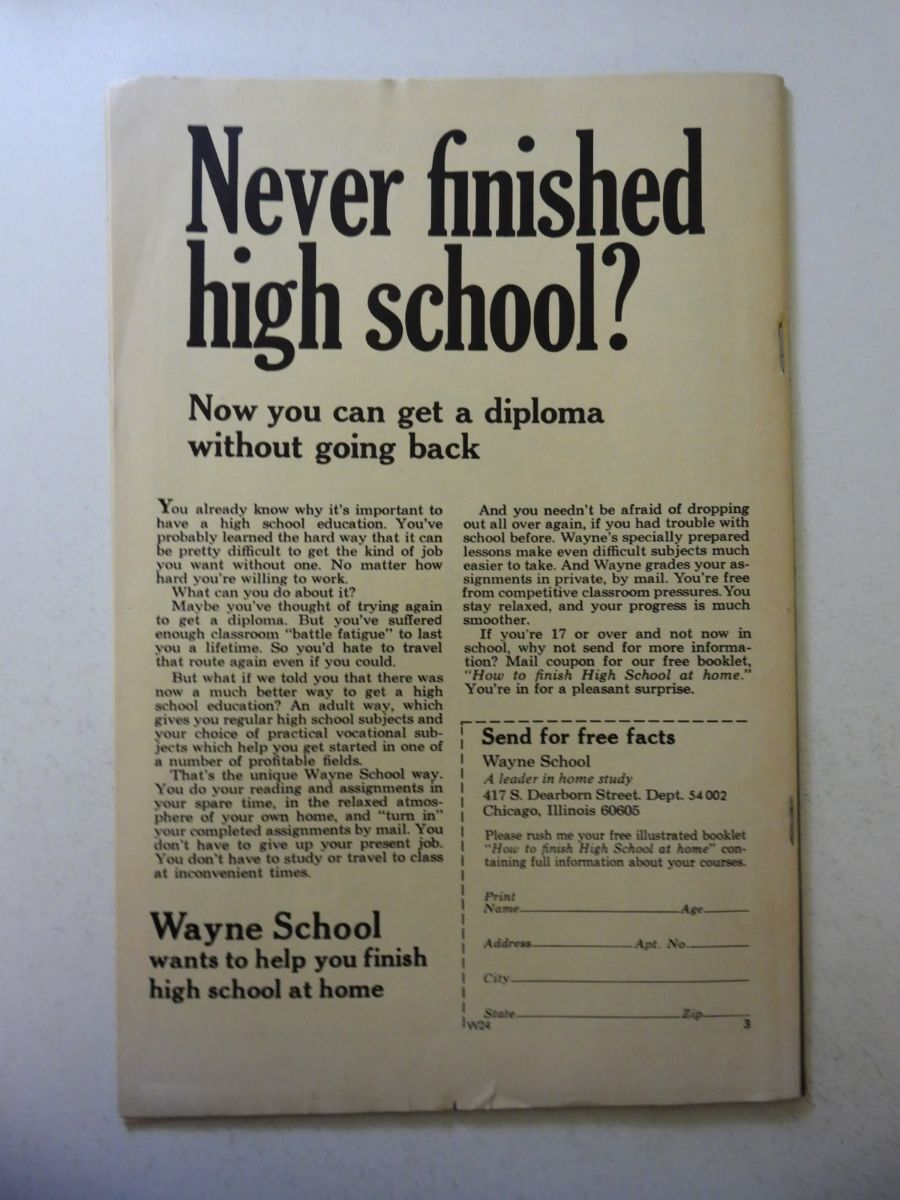 Never finished
high school?
Now you can get a diploma
without going back
You already know why it's important to
have a high school education. You've
probably learned the hard way that it can
be pretty difficult to get the kind of job
you want without one. No matter how
hard you're willing to work.
What can you do about it?
Maybe you've thought of trying again
to get a diploma. But you've suffered
enough classroom "battle fatigue" to last
you a lifetime. So you'd hate to travel
that route again even if you could.
But what if we told you that there was
now a much better way to get a high
school education? An adult way, which
gives you regular high school subjects and
your choice of practical vocational sub-
jects which help you get started in one of
a number of profitable fields.
That's the unique Wayne School way.
You do your reading and assignments in
your spare time, in the relaxed atmos-
phere of your own home, and "turn in"
your completed assignments by mail. You
don't have to give up your present job.
You don't have to study or travel to class
at inconvenient times.
Wayne School
wants to help you finish
high school at home
And you needn't be afraid of dropping
out all over again, if you had trouble with
school before. Wayne's specially prepared
lessons make even difficult subjects much
easier to take. And Wayne grades your as-
signments in private, by mail. You're free
from competitive classroom pressures. You
stay relaxed, and your progress is much
smoother.
If you're 17 or over and not now in
school, why not send for more informa-
tion? Mail coupon for our free booklet,
"How to finish High School at home."
You're in for a pleasant surprise.
Send for free facts
Wayne School
A leader in home study
417 S. Dearborn Street. Dept. 54 002
Chicago, Illinois 60605
Please rush me your free illustrated booklet
"How to finish High School at home" con-
taining full information about your courses.
Print
Name Age
Address Apt. No.
City
State Zip
W24 3